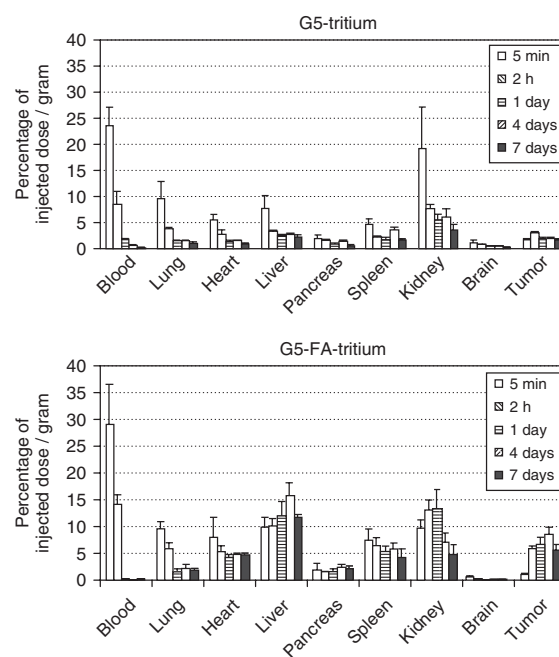 G5-tritium
Percentage of
injected dose / gram
40
35
30
25
20
15
10
5
0
5 min
2 h
1 day
4 days
7 days
Blood
Lung
Heart
Liver
Pancreas
Spleen
Kidney
Brain
Tumor
G5-FA-tritium
Percentage of
injected dose / gram
40
35
30
25
20
15
10
5
0
5 min
2 h
1 day
4 days
7 days
Blood
Lung
Heart
Liver
Pancreas
Spleen
Kidney
Brain
Tumor